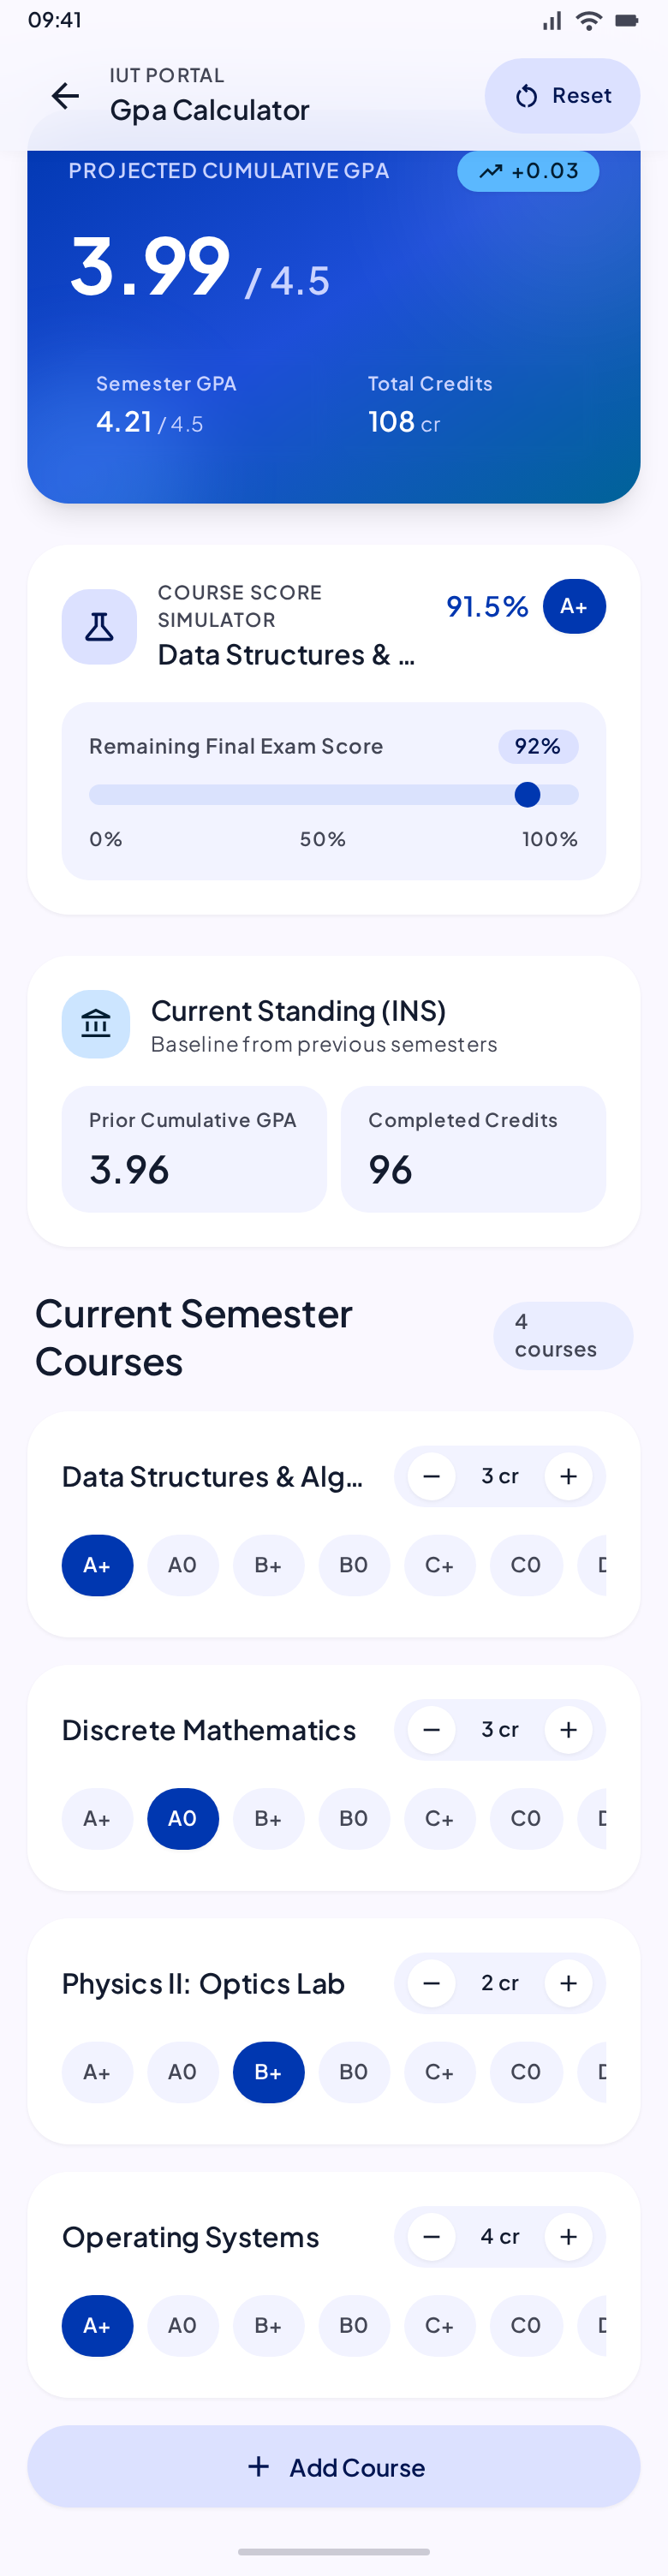 09:41
IUT PORTAL
Gpa Calculator
Reset
PROJECTED CUMULATIVE GPA
+0.03
3.99 / 4.5
Semester GPA
Total Credits
4.21 / 4.5
108 cr
COURSE SCORE
SIMULATOR
Data Structures & ...
91.5%
A+
Remaining Final Exam Score
92%
0%
50%
100%
Current Standing (INS)
Baseline from previous semesters
Prior Cumulative GPA
3.96
Completed Credits
96
Current Semester
Courses
4
courses
Data Structures & Alg...
− 3 cr +
A+ A0 B+ B0 C+ C0
Discrete Mathematics
− 3 cr +
A+ A0 B+ B0 C+ C0
Physics II: Optics Lab
− 2 cr +
A+ A0 B+ B0 C+ C0
Operating Systems
− 4 cr +
A+ A0 B+ B0 C+ C0
+ Add Course